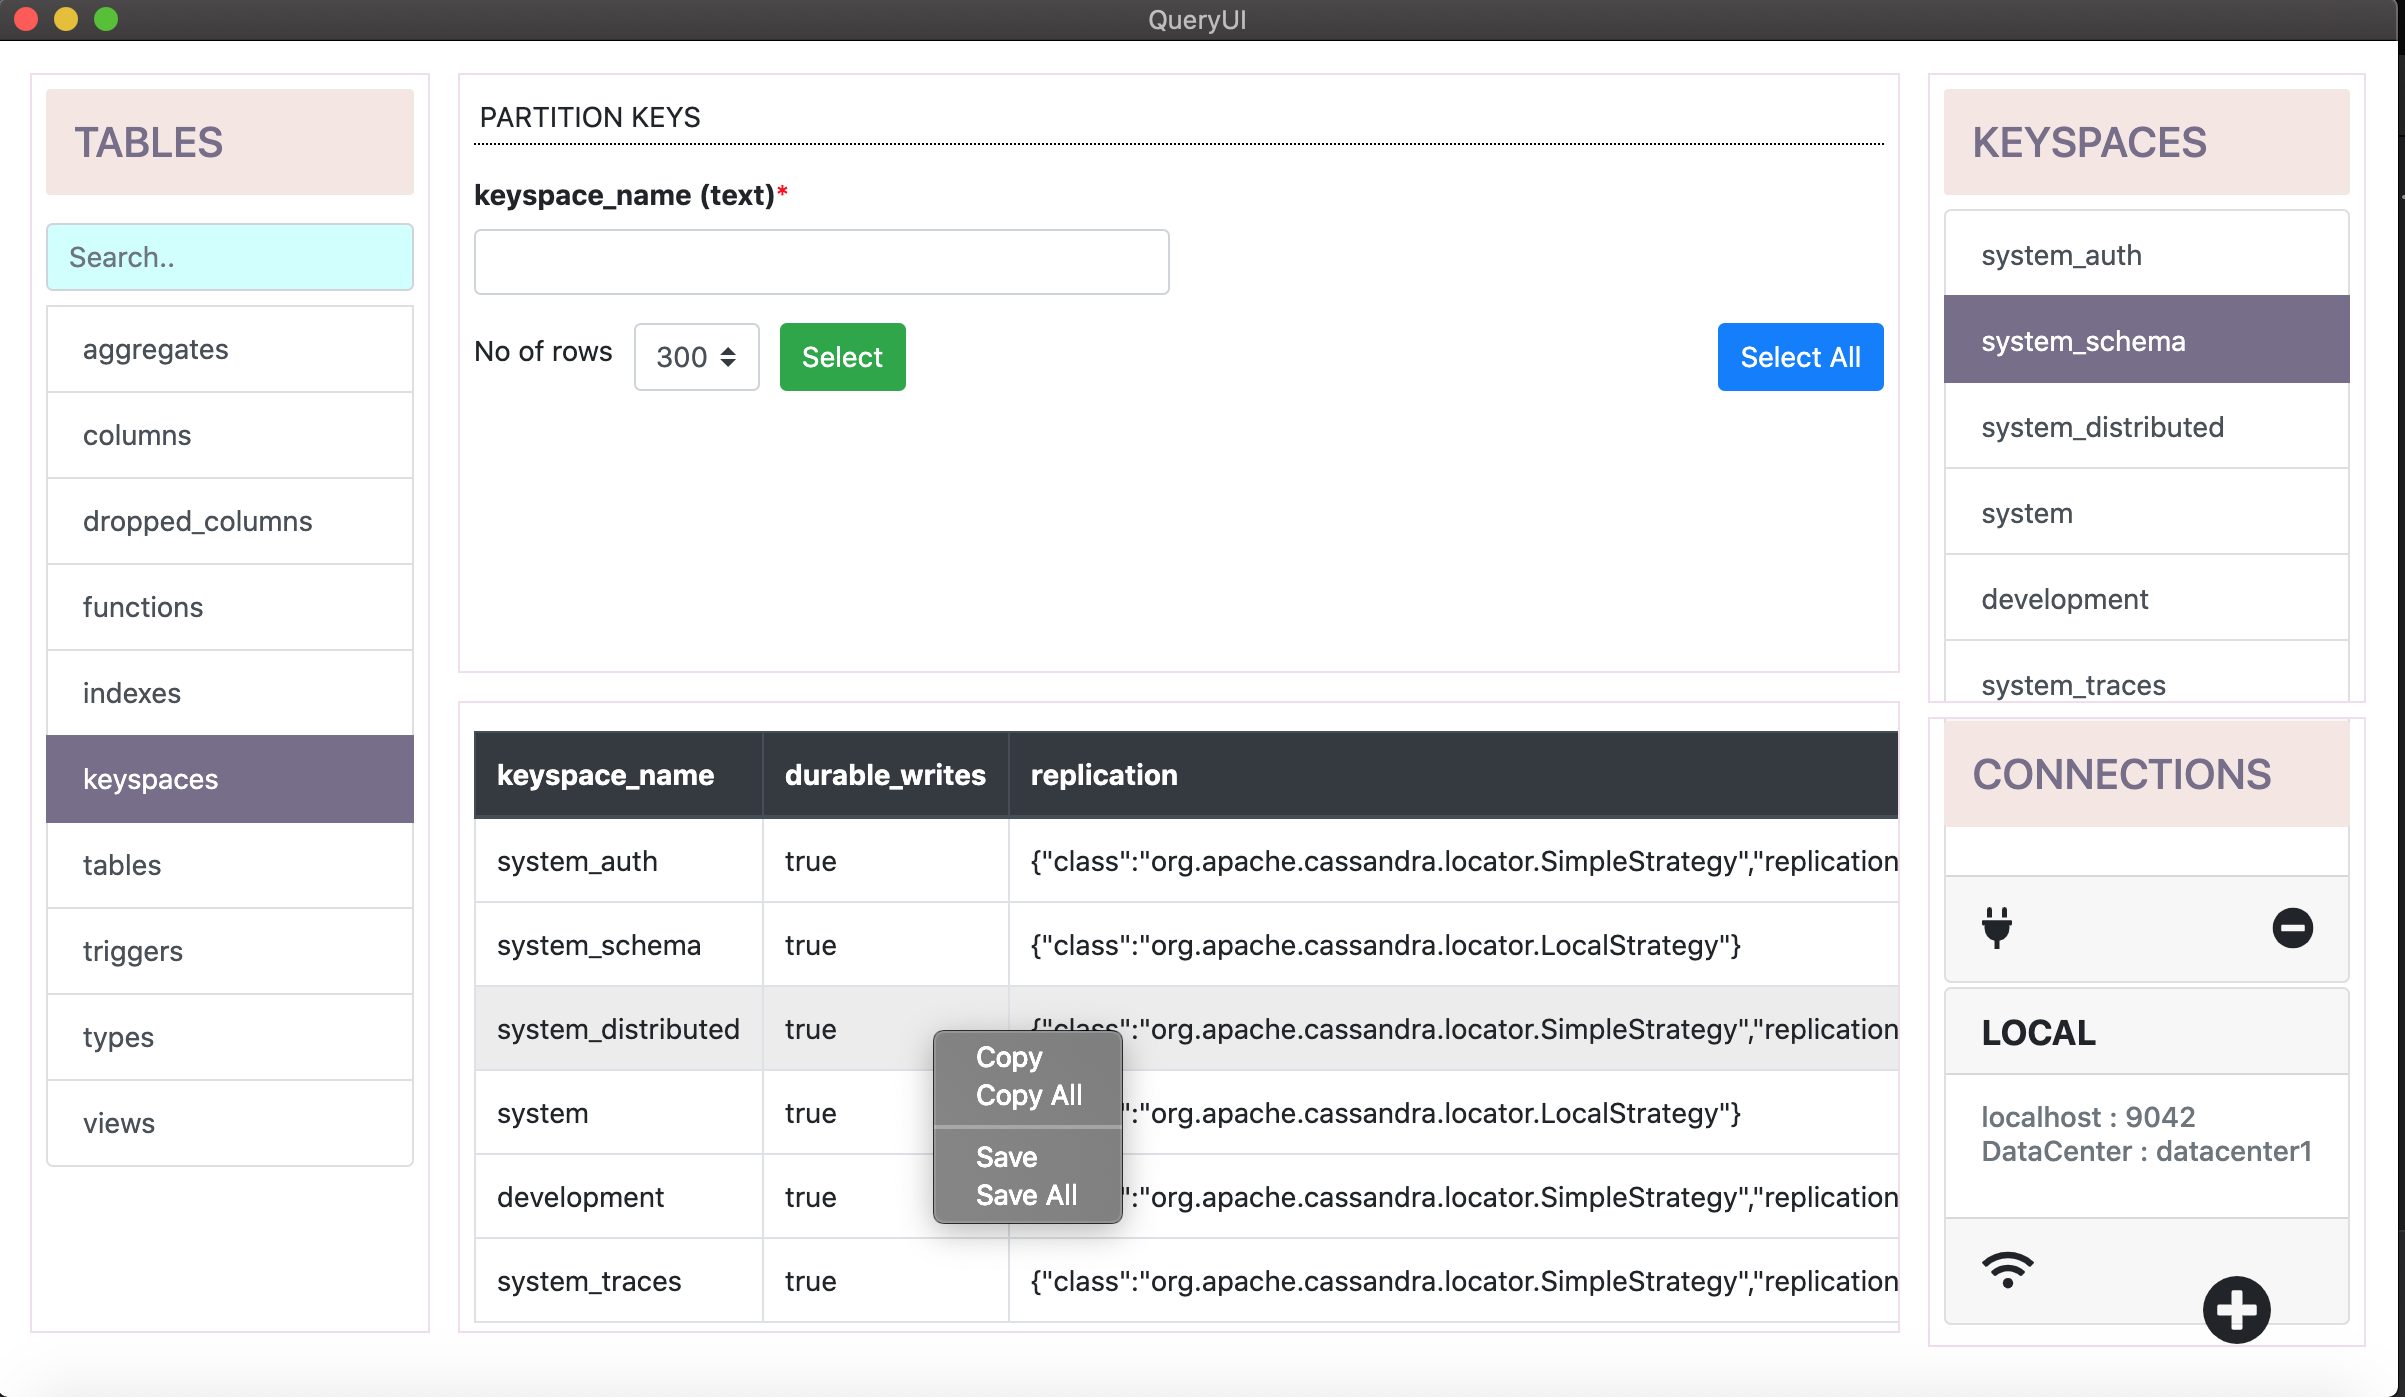 QueryUI
TABLES
Search..
aggregates
columns
dropped_columns
functions
indexes
keyspaces
tables
triggers
types
views
PARTITION KEYS
keyspace_name (text)*
No of rows 300 Select Select All
keyspace_name durable_writes replication
system_auth true {"class":"org.apache.cassandra.locator.SimpleStrategy","replication
system_schema true {"class":"org.apache.cassandra.locator.LocalStrategy"}
system_distributed true {"class":"org.apache.cassandra.locator.SimpleStrategy","replication
system true ":"org.apache.cassandra.locator.LocalStrategy"}
development true ":"org.apache.cassandra.locator.SimpleStrategy","replication
system_traces true {"class":"org.apache.cassandra.locator.SimpleStrategy","replication
Copy
Copy All
Save
Save All
KEYSPACES
system_auth
system_schema
system_distributed
system
development
system_traces
CONNECTIONS
LOCAL
localhost : 9042
DataCenter : datacenter1